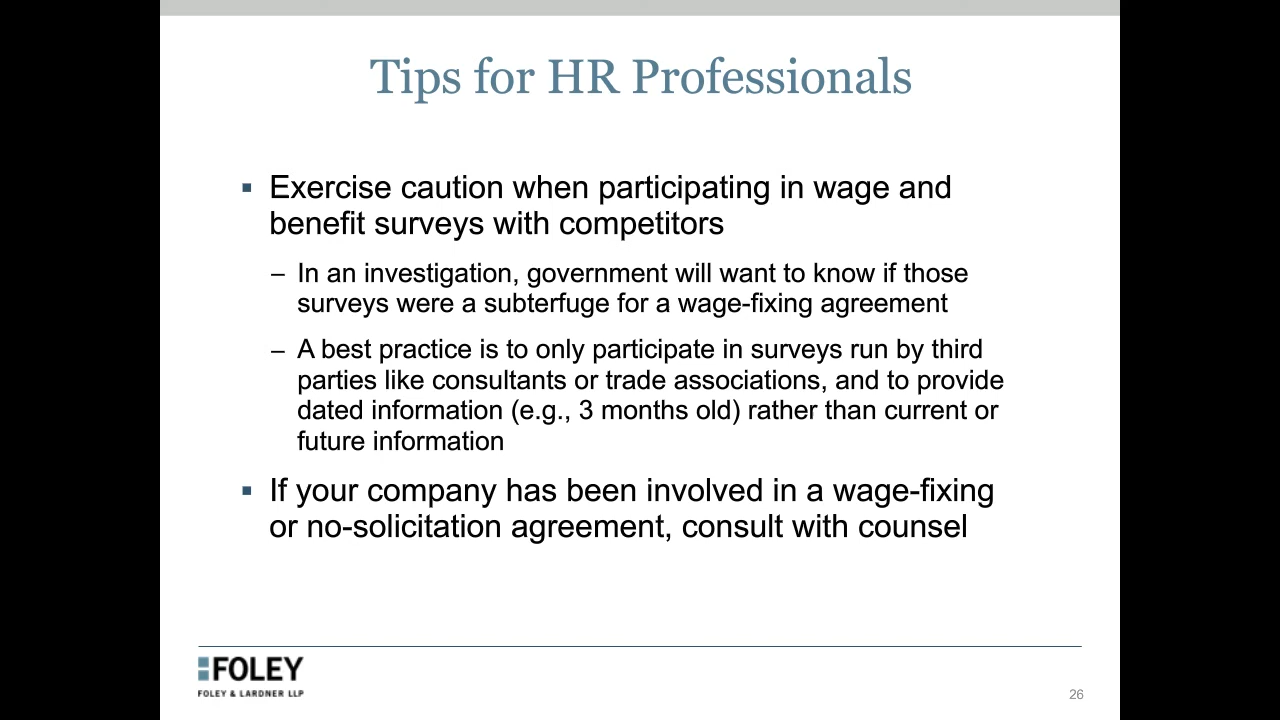 Tips for HR Professionals
▪ Exercise caution when participating in wage and
benefit surveys with competitors
– In an investigation, government will want to know if those
surveys were a subterfuge for a wage-fixing agreement
– A best practice is to only participate in surveys run by third
parties like consultants or trade associations, and to provide
dated information (e.g., 3 months old) rather than current or
future information
▪ If your company has been involved in a wage-fixing
or no-solicitation agreement, consult with counsel
FOLEY
FOLEY & LARDNER LLP
26